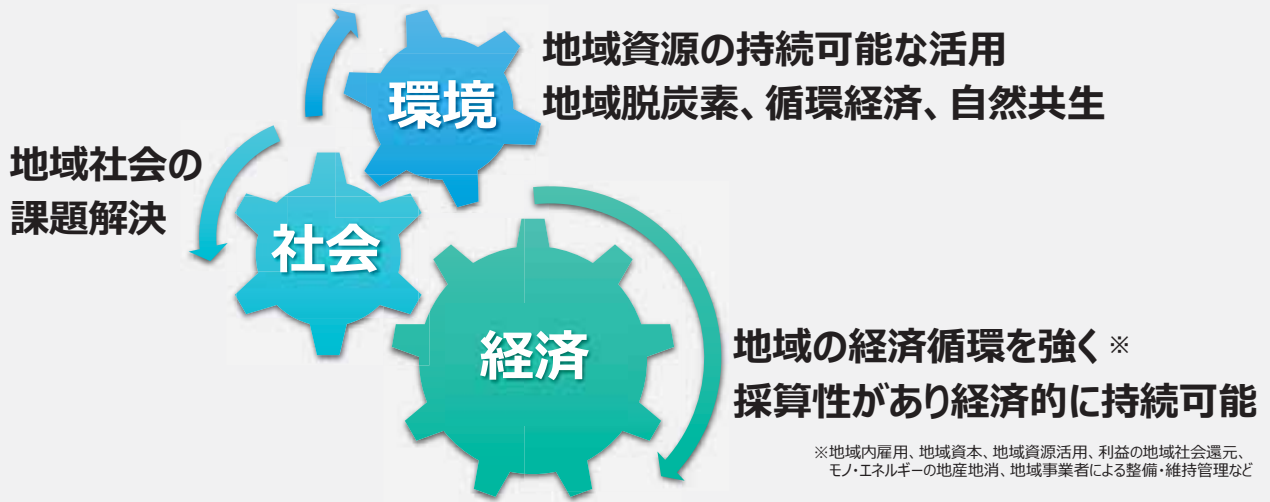 環境
地域資源の持続可能な活用
地域脱炭素、循環経済、自然共生
地域社会の
課題解決
社会
経済
地域の経済循環を強く※
採算性があり経済的に持続可能
※地域内雇用、地域資本、地域資源活用、利益の地域社会還元、
モノ・エネルギーの地産地消、地域事業者による整備・維持管理など